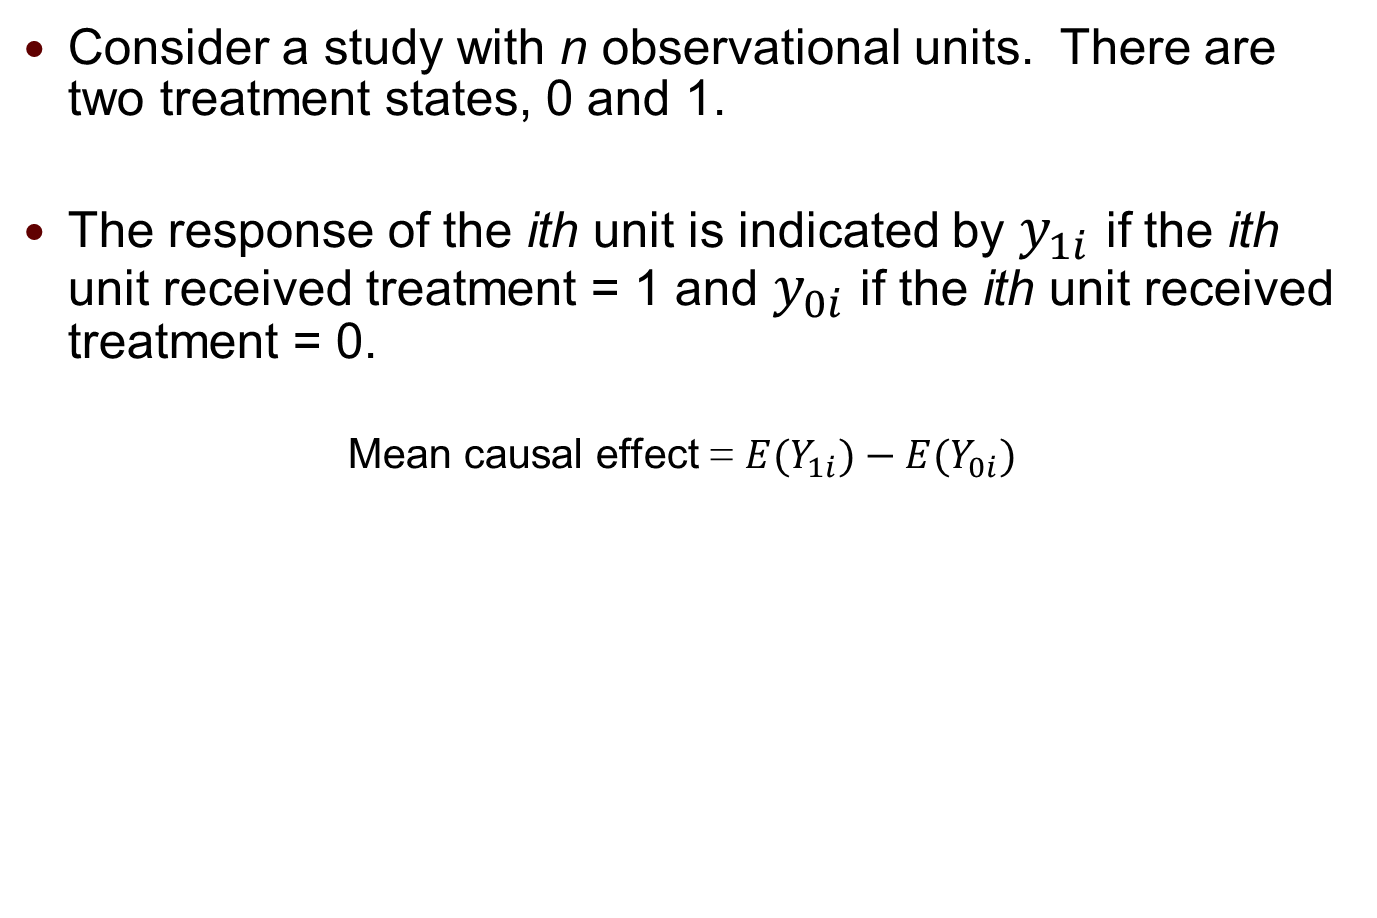 • Consider a study with n observational units.  There are
two treatment states, 0 and 1.
• The response of the ith unit is indicated by 𝑦₁ᵢ if the ith
unit received treatment = 1 and 𝑦₀ᵢ if the ith unit received
treatment = 0.
Mean causal effect = 𝐸(𝑌₁ᵢ) − 𝐸(𝑌₀ᵢ)